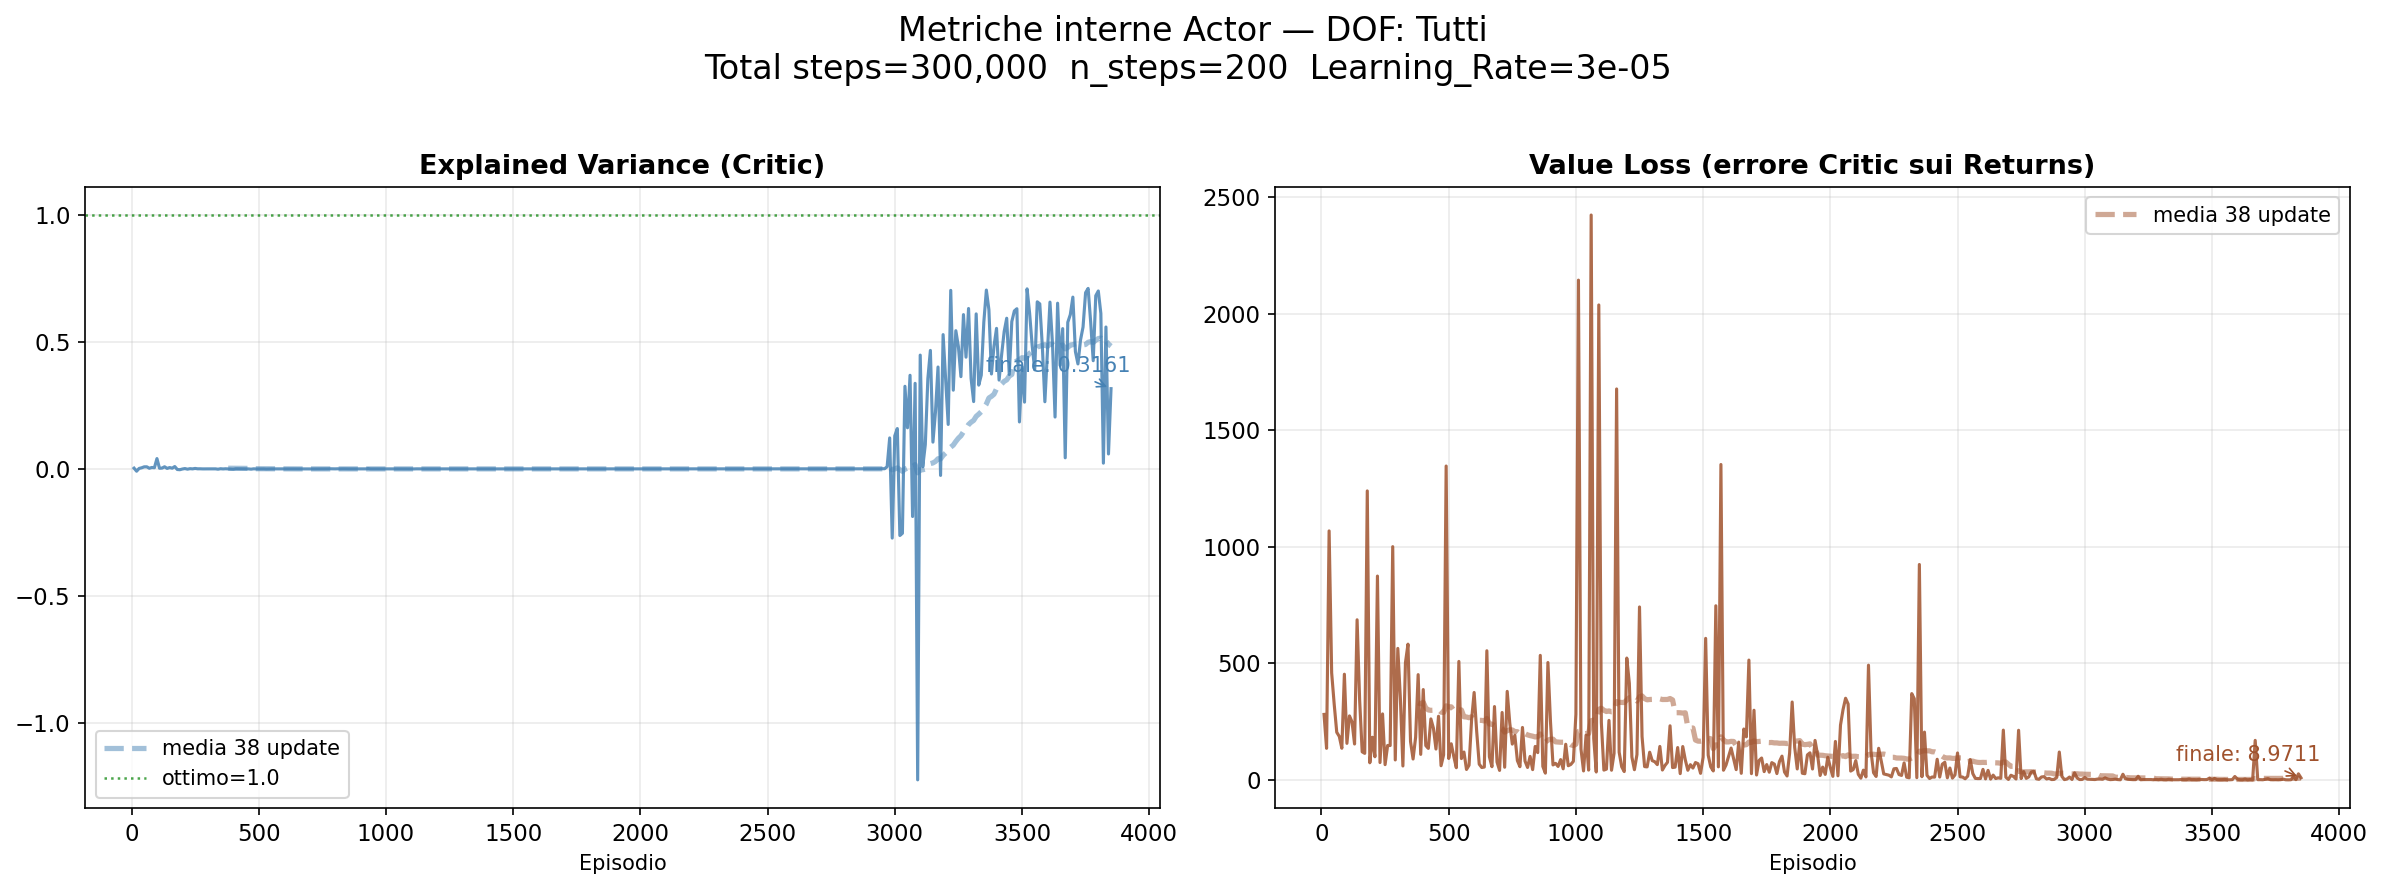 Metriche interne Actor — DOF: Tutti
Total steps=300,000  n_steps=200  Learning_Rate=3e-05
Explained Variance (Critic)
1.0
0.5
0.0
−0.5
−1.0
finale: 0.3161
media 38 update
ottimo=1.0
0 500 1000 1500 2000 2500 3000 3500 4000
Episodio
Value Loss (errore Critic sui Returns)
2500
2000
1500
1000
500
0
media 38 update
finale: 8.9711
0 500 1000 1500 2000 2500 3000 3500 4000
Episodio